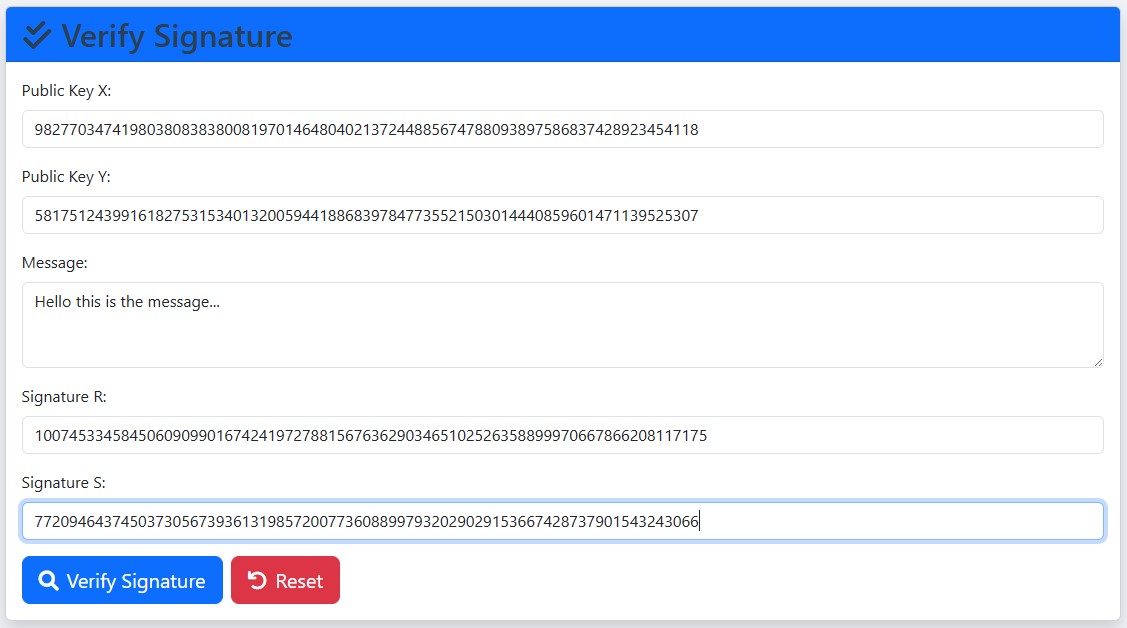 Verify Signature
Public Key X:
98277034741980380838380081970146480402137244885674788093897586837428923454118
Public Key Y:
58175124399161827531534013200594418868397847735521503014440859601471139525307
Message:
Hello this is the message...
Signature R:
100745334584506090990167424197278815676362903465102526358899970667866208117175
Signature S:
77209464374503730567393613198572007736088997932029029153667428737901543243066
Verify Signature
Reset